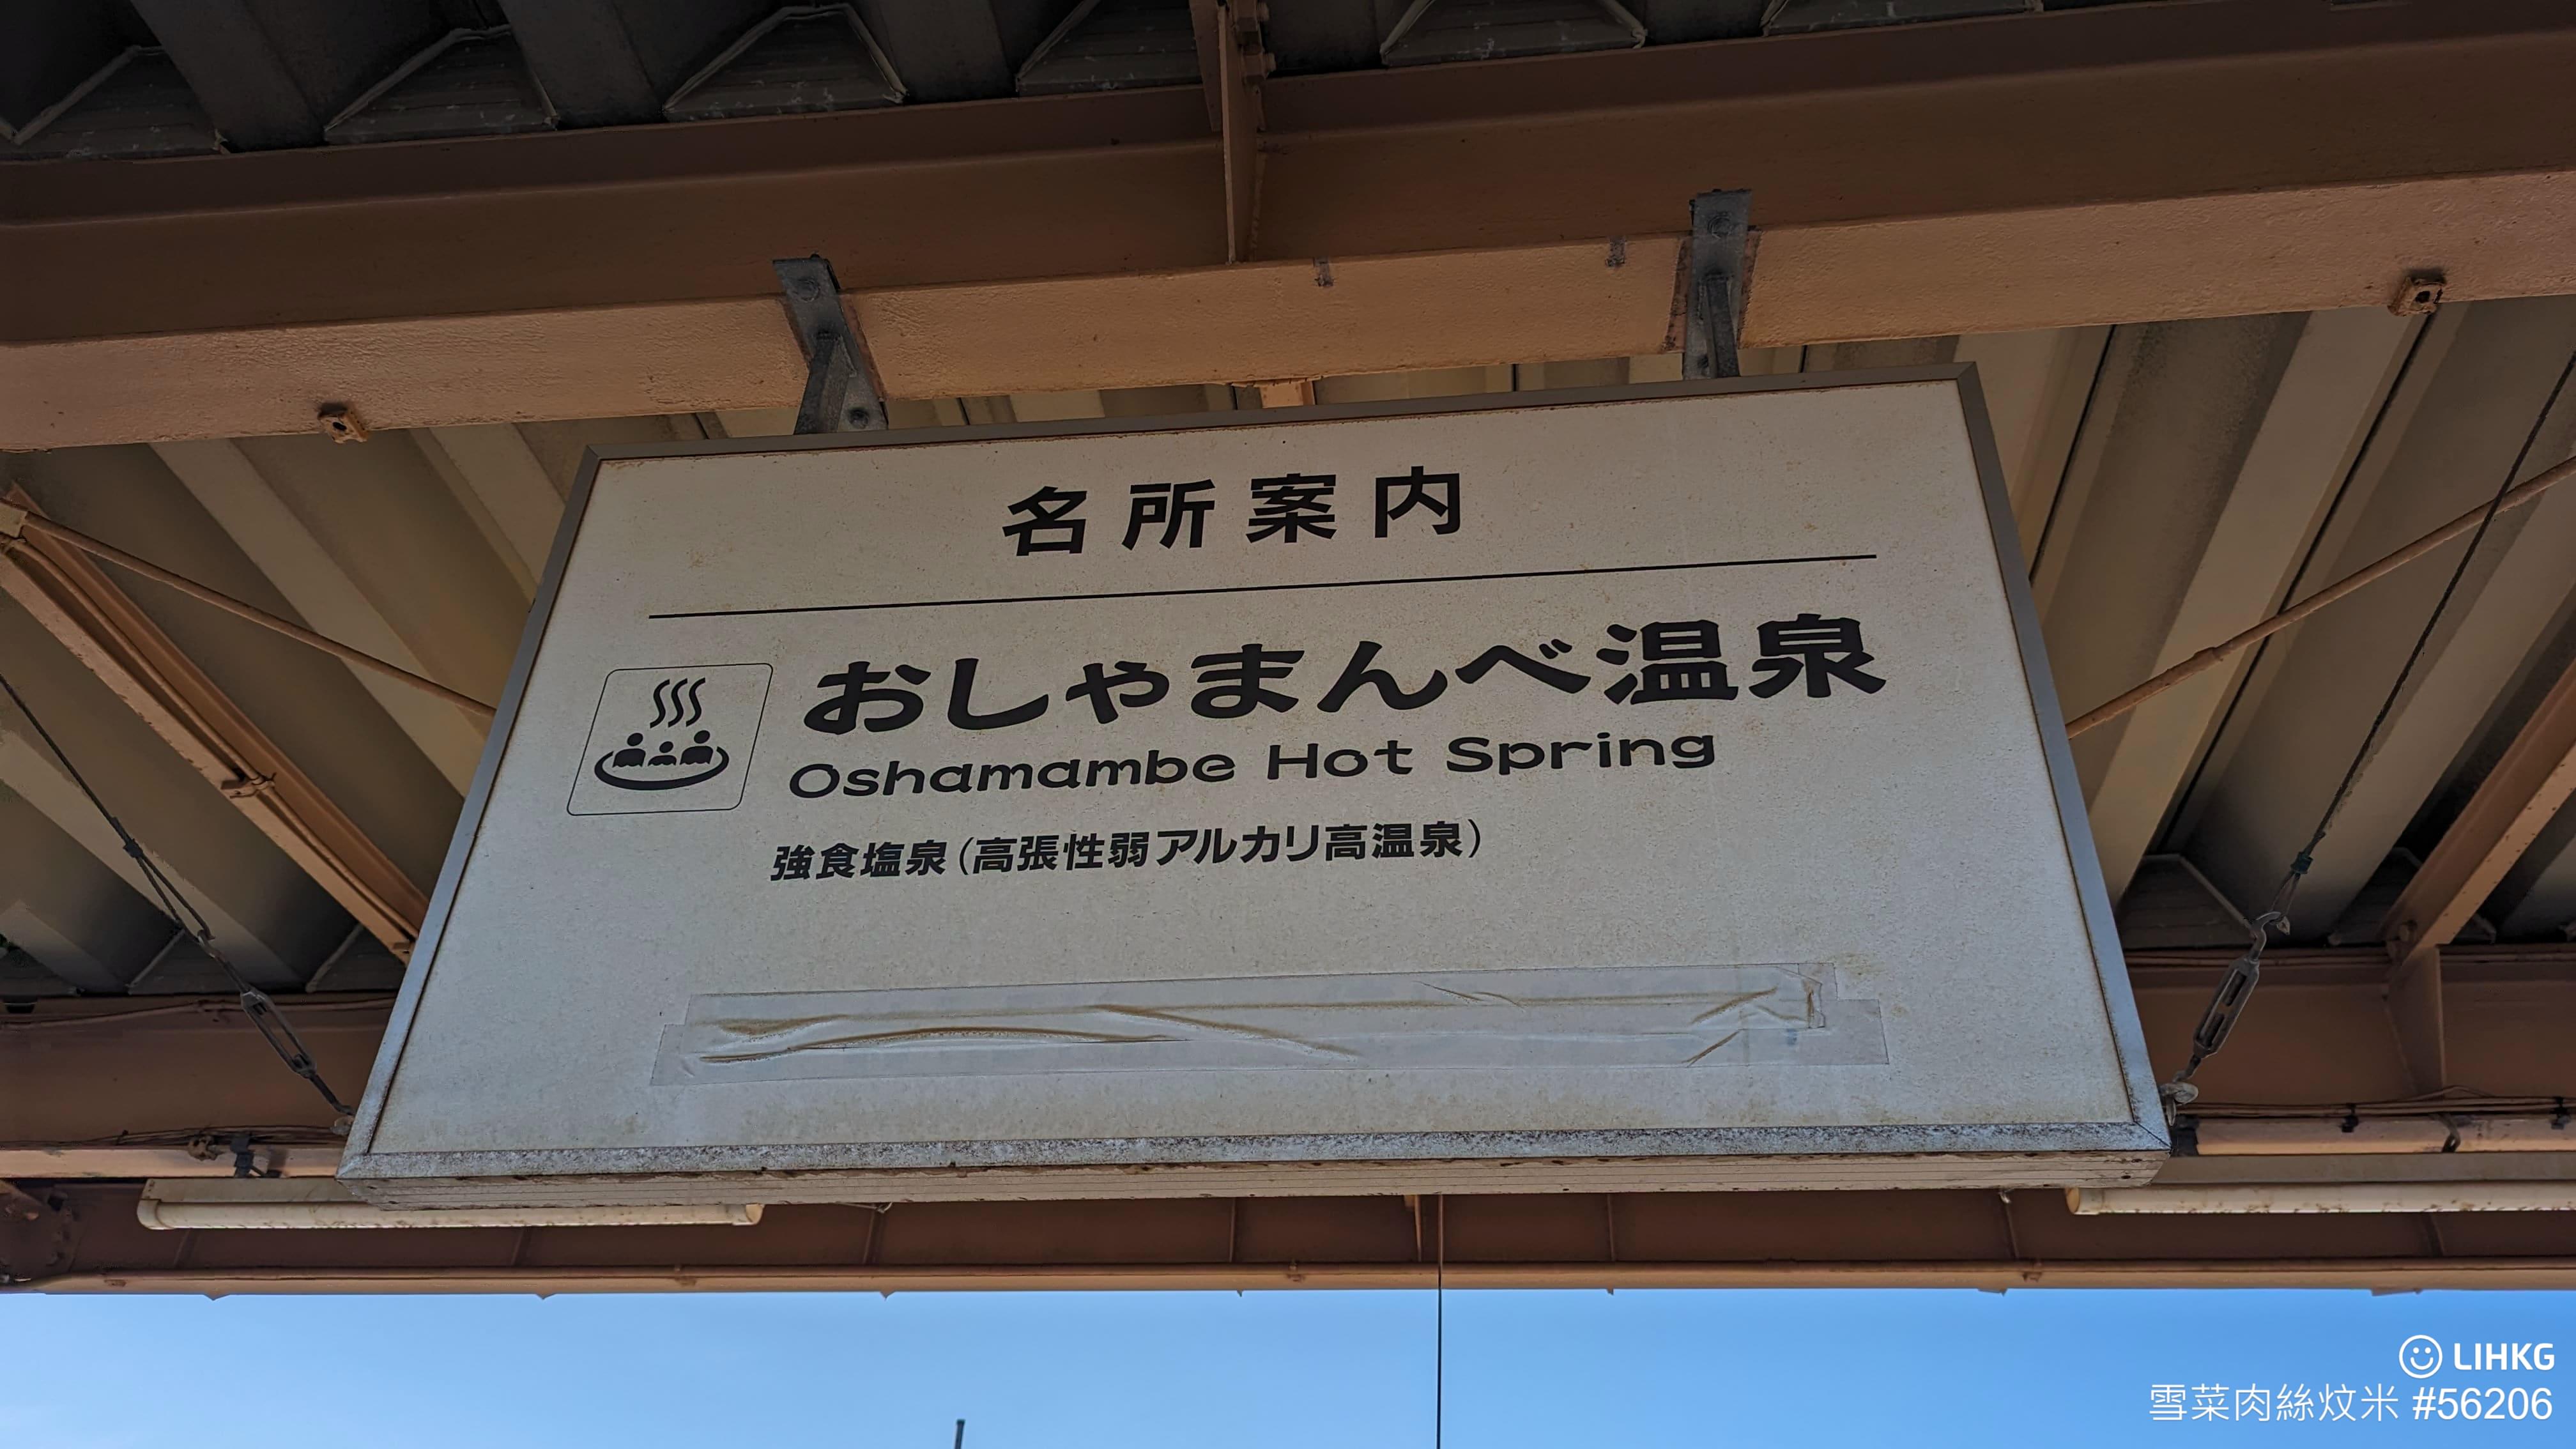 名所案内
おしゃまんべ温泉
Oshamambe Hot Spring
強食塩泉(高張性弱アルカリ高温泉)
LIHKG
雪菜肉絲炆米 #56206